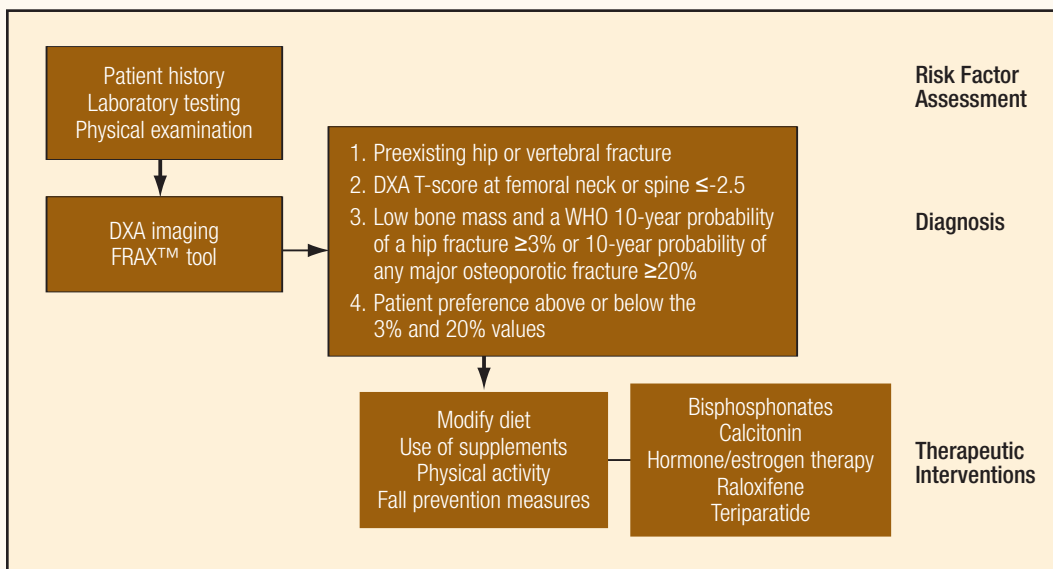 Patient history
Laboratory testing
Physical examination
Risk Factor
Assessment
DXA imaging
FRAX™ tool
1. Preexisting hip or vertebral fracture
2. DXA T-score at femoral neck or spine ≤-2.5
3. Low bone mass and a WHO 10-year probability
of a hip fracture ≥3% or 10-year probability of
any major osteoporotic fracture ≥20%
4. Patient preference above or below the
3% and 20% values
Diagnosis
Modify diet
Use of supplements
Physical activity
Fall prevention measures
Bisphosphonates
Calcitonin
Hormone/estrogen therapy
Raloxifene
Teriparatide
Therapeutic
Interventions